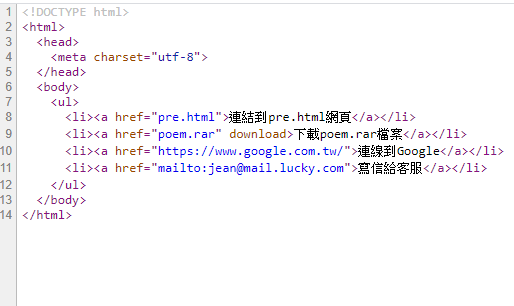 1 <!DOCTYPE html>
2 <html>
3   <head>
4     <meta charset="utf-8">
5   </head>
6   <body>
7     <ul>
8       <li><a href="pre.html">連結到pre.html網頁</a></li>
9       <li><a href="poem.rar" download>下載poem.rar檔案</a></li>
10       <li><a href="https://www.google.com.tw/">連線到Google</a></li>
11       <li><a href="mailto:jean@mail.lucky.com">寫信給客服</a></li>
12     </ul>
13   </body>
14 </html>